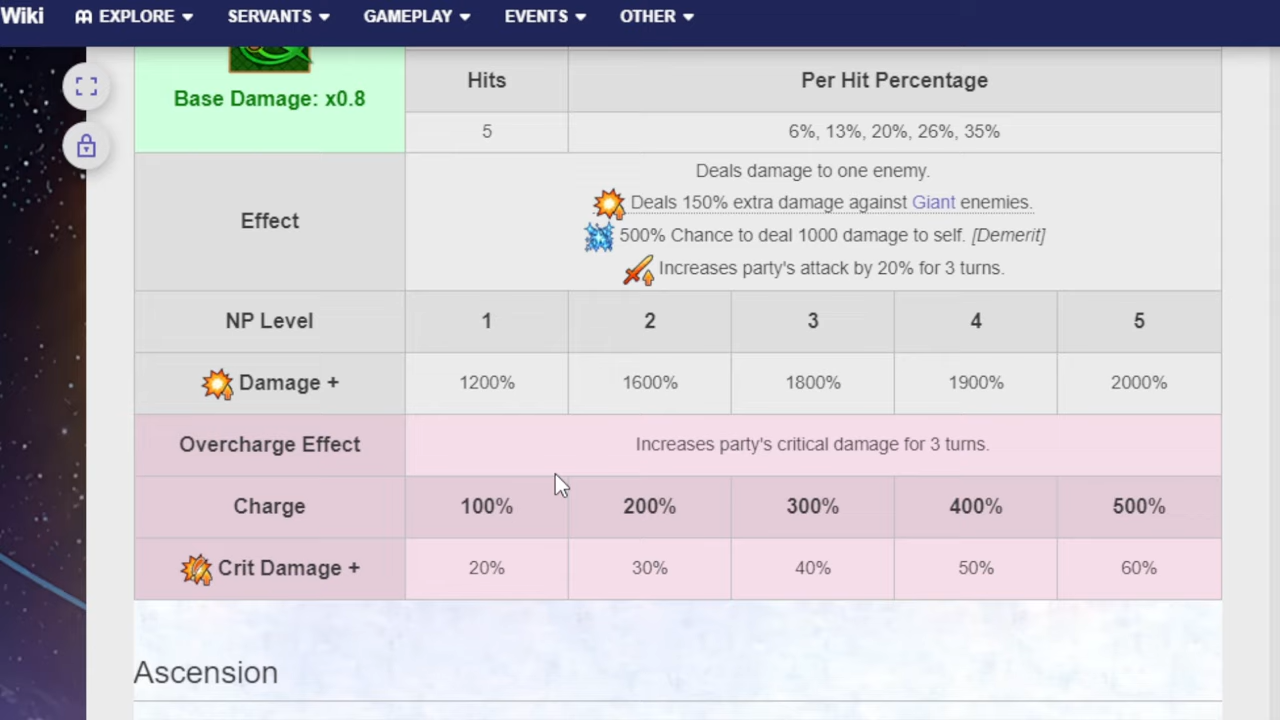 Wiki EXPLORE SERVANTS GAMEPLAY EVENTS OTHER
Base Damage: x0.8
Hits Per Hit Percentage
5 6%, 13%, 20%, 26%, 35%
Effect
Deals damage to one enemy.
Deals 150% extra damage against Giant enemies.
500% Chance to deal 1000 damage to self. [Demerit]
Increases party's attack by 20% for 3 turns.
NP Level 1 2 3 4 5
Damage + 1200% 1600% 1800% 1900% 2000%
Overcharge Effect Increases party's critical damage for 3 turns.
Charge 100% 200% 300% 400% 500%
Crit Damage + 20% 30% 40% 50% 60%
Ascension